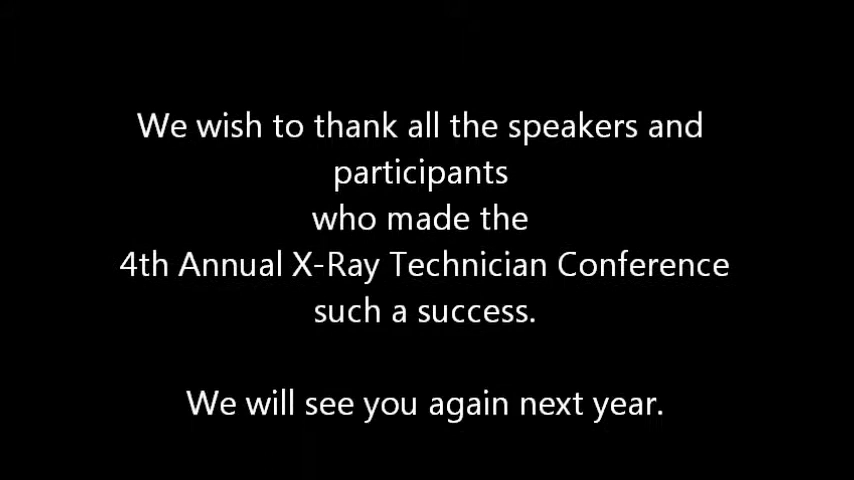 We wish to thank all the speakers and
participants
who made the
4th Annual X-Ray Technician Conference
such a success.
We will see you again next year.